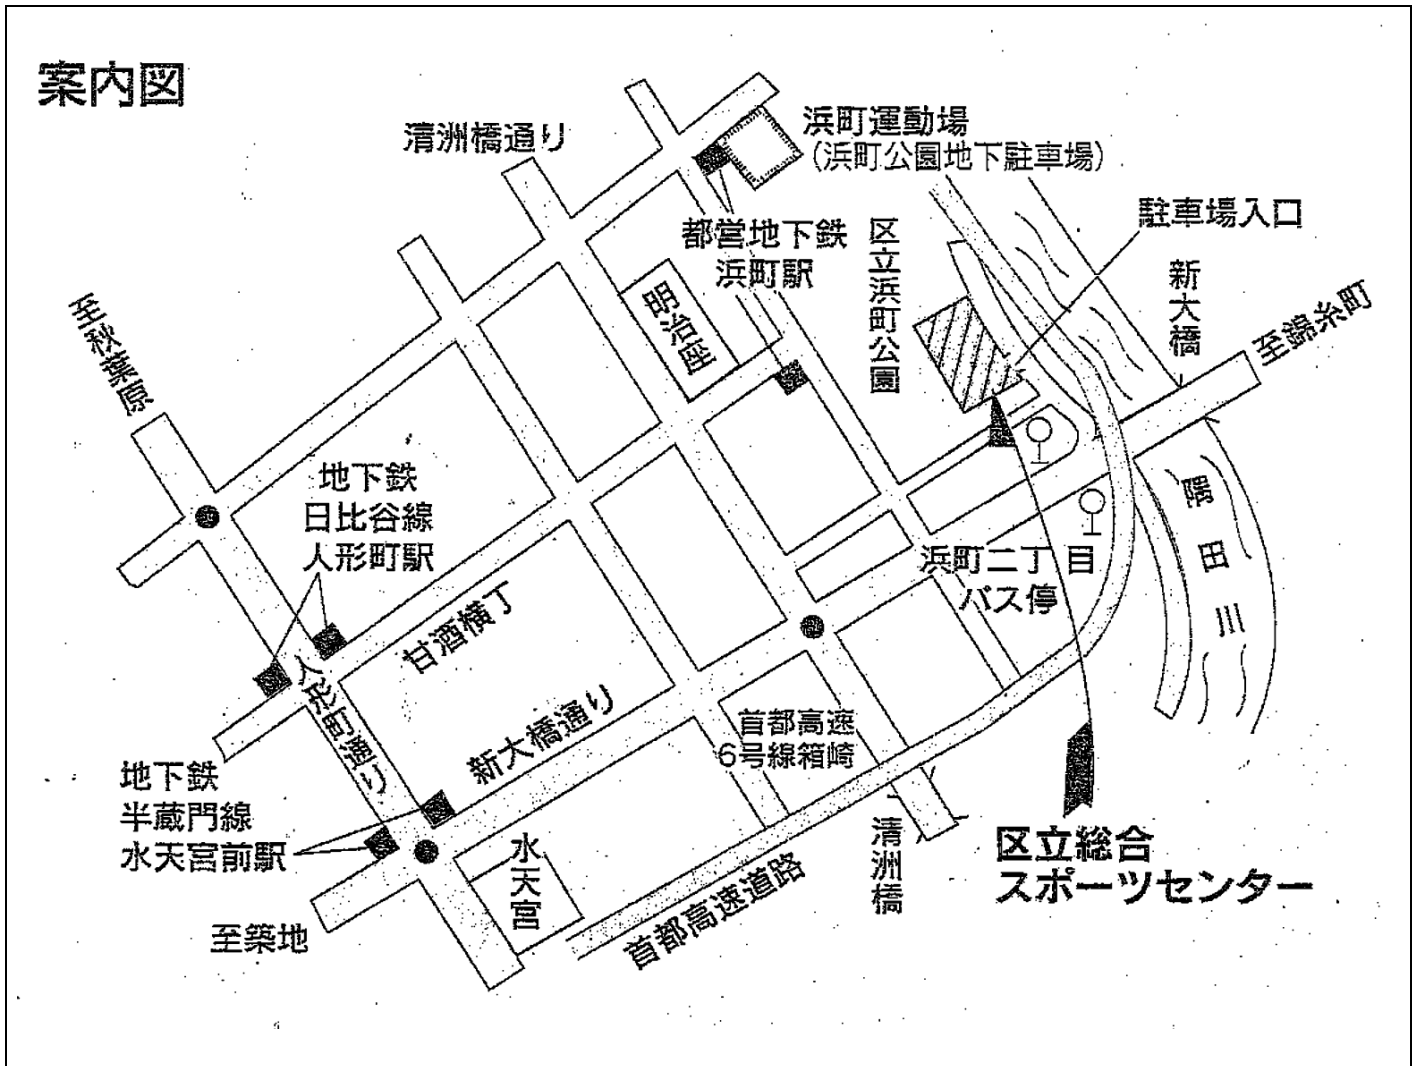 案内図
清洲橋通り
浜町運動場
（浜町公園地下駐車場）
都営地下鉄
浜町駅
区立浜町公園
駐車場入口
新大橋
至錦糸町
明治座
至秋葉原
地下鉄
日比谷線
人形町駅
甘酒横丁
人形町通り
新大橋通り
浜町二丁目
バス停
隅田川
首都高速
6号線箱崎
地下鉄
半蔵門線
水天宮前駅
水天宮
至築地
首都高速道路
清洲橋
区立総合
スポーツセンター